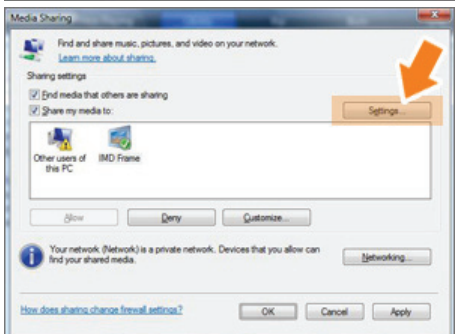 Media Sharing
Find and share music, pictures, and video on your network.
Learn more about sharing.
Sharing settings
Find media that others are sharing
Share my media to:
Settings...
Other users of
this PC
IMD Frame
Allow
Deny
Customize...
Your network (Network) is a private network. Devices that you allow can
find your shared media.
Networking...
How does sharing change firewall settings?
OK
Cancel
Apply